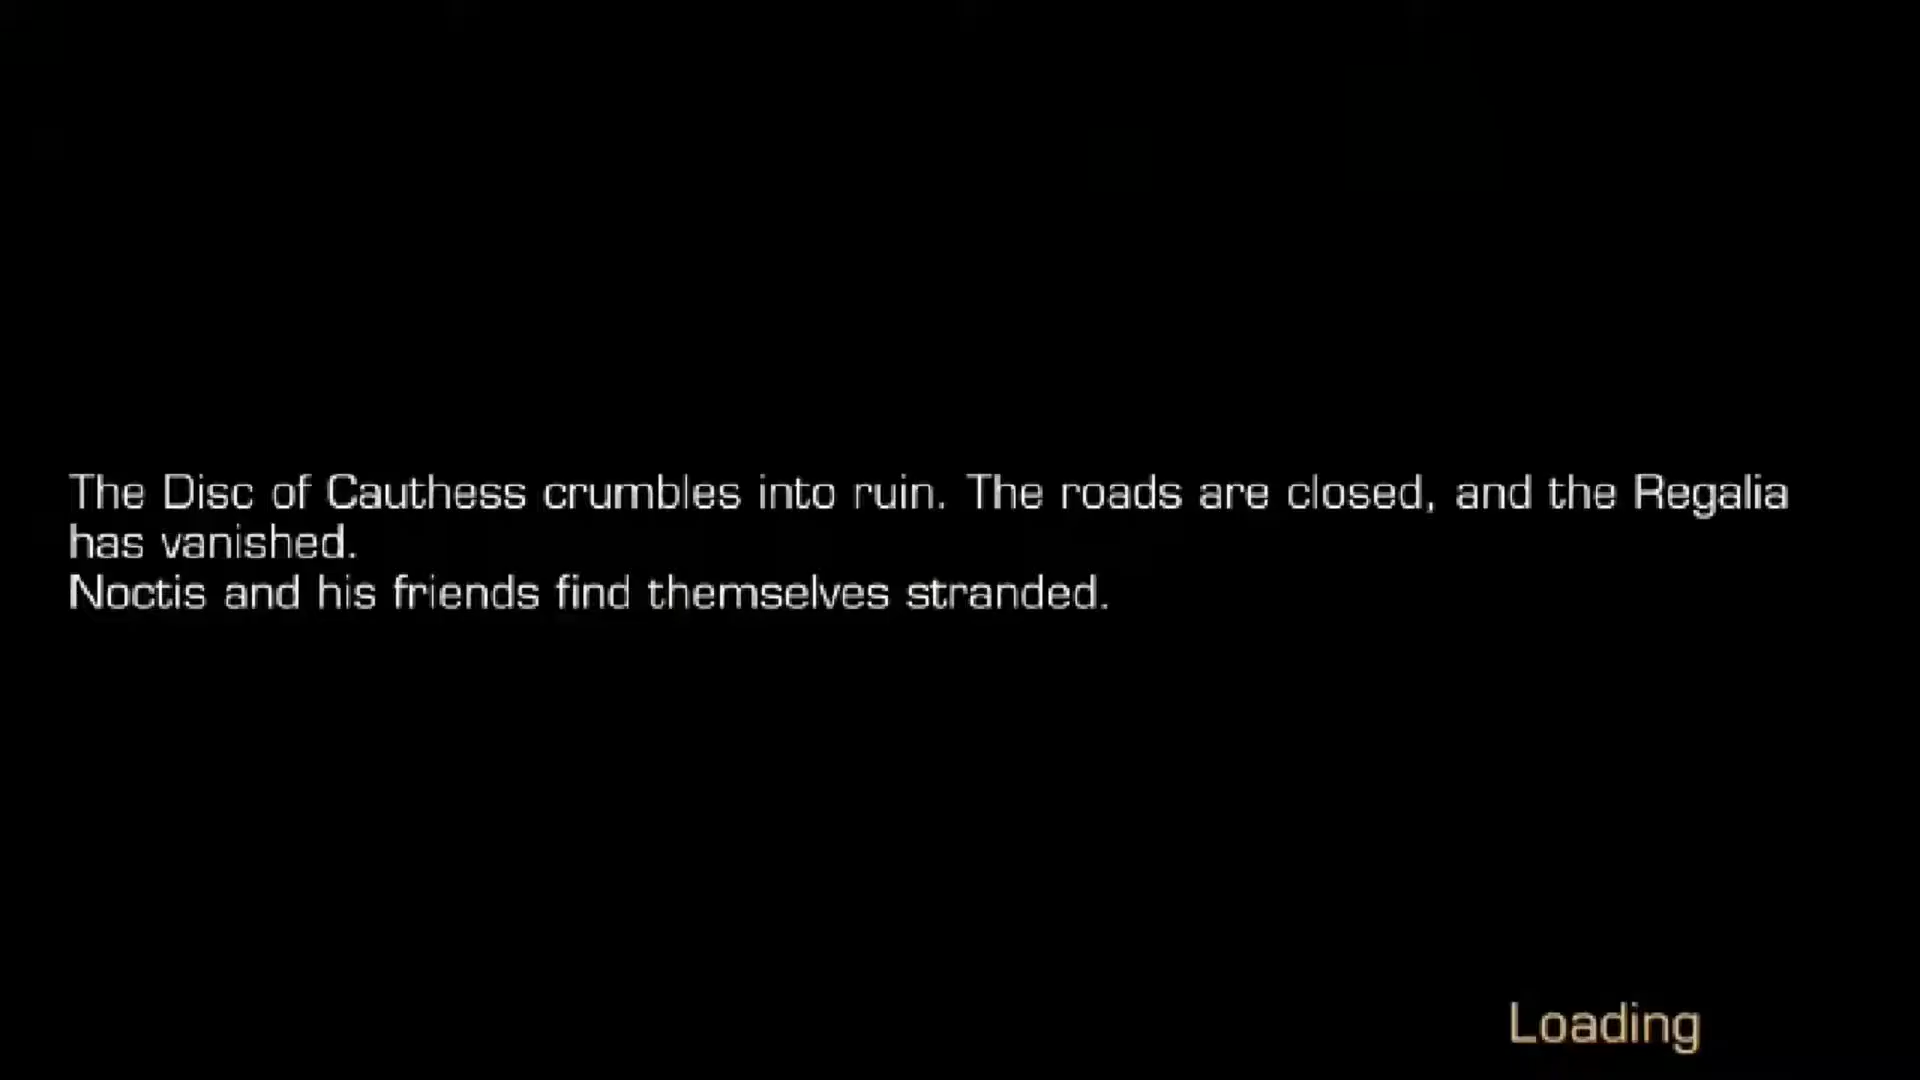 The Disc of Cauthess crumbles into ruin. The roads are closed, and the Regalia
has vanished.
Noctis and his friends find themselves stranded.
Loading